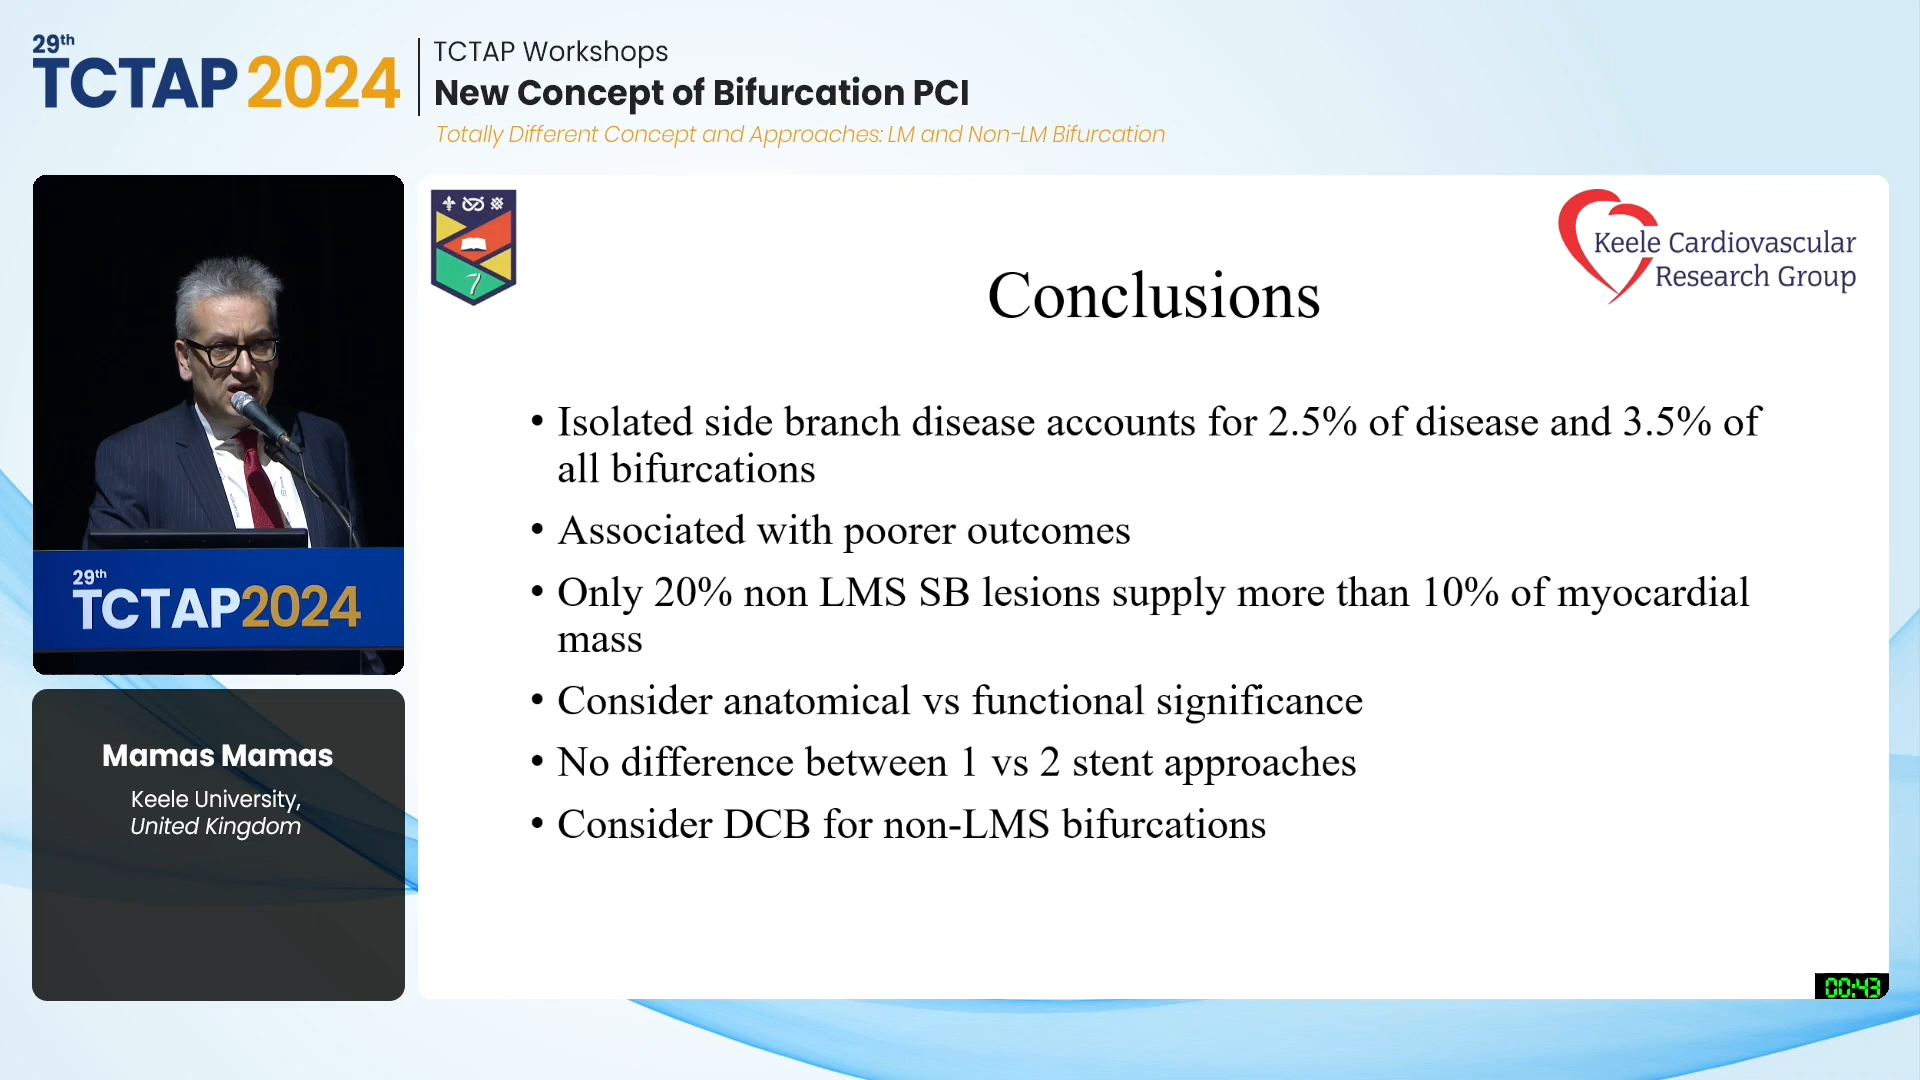 29th
TCTAP 2024
TCTAP Workshops
New Concept of Bifurcation PCI
Totally Different Concept and Approaches: LM and Non-LM Bifurcation
29th
TCTAP2024
Mamas Mamas
Keele University,
United Kingdom
Keele Cardiovascular
Research Group
Conclusions
• Isolated side branch disease accounts for 2.5% of disease and 3.5% of
all bifurcations
• Associated with poorer outcomes
• Only 20% non LMS SB lesions supply more than 10% of myocardial
mass
• Consider anatomical vs functional significance
• No difference between 1 vs 2 stent approaches
• Consider DCB for non-LMS bifurcations
00:43